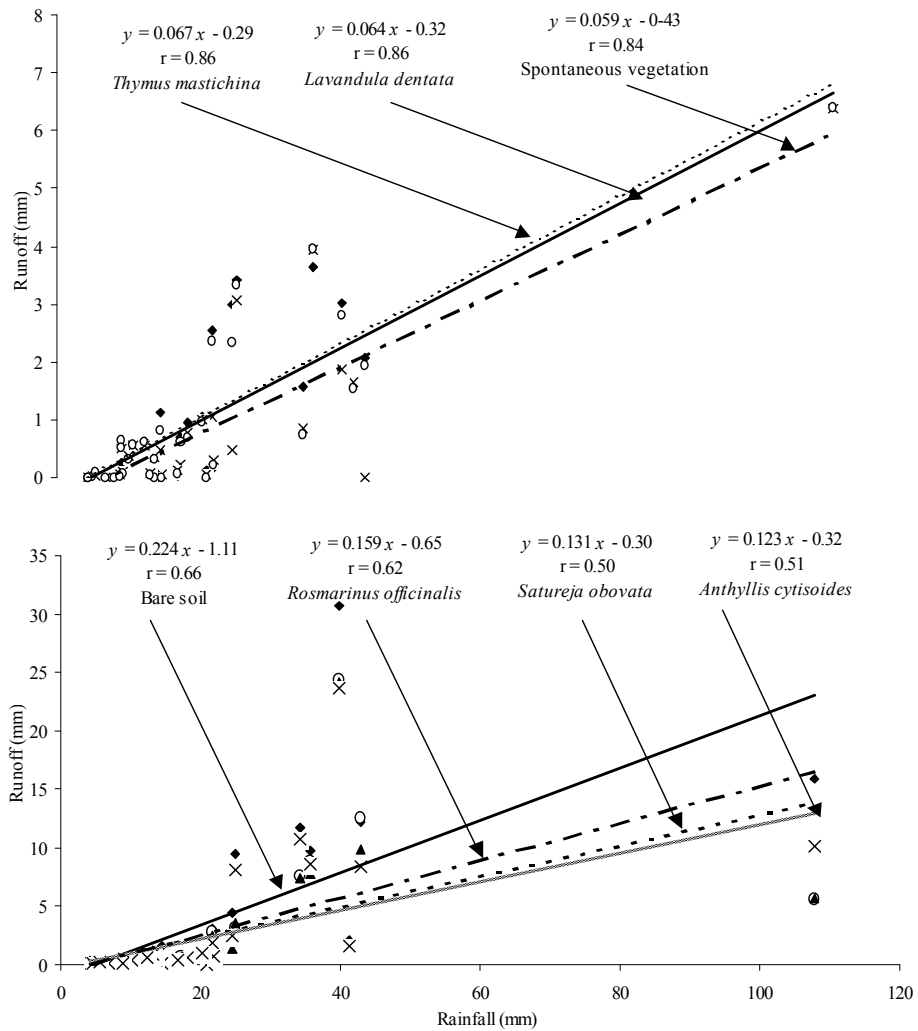 8
y = 0.067 x - 0.29
r = 0.86
Thymus mastichina
y = 0.064 x - 0.32
r = 0.86
Lavandula dentata
y = 0.059 x - 0-43
r = 0.84
Spontaneous vegetation
7
6
5
4
3
2
1
0
Runoff (mm)
35
y = 0.224 x - 1.11
r = 0.66
Bare soil
y = 0.159 x - 0.65
r = 0.62
Rosmarinus officinalis
y = 0.131 x - 0.30
r = 0.50
Satureja obovata
y = 0.123 x - 0.32
r = 0.51
Anthyllis cytisoides
30
25
20
15
10
5
0
Runoff (mm)
0 20 40 60 80 100 120
Rainfall (mm)